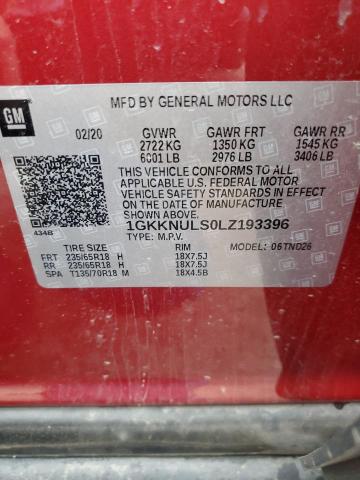 GM
MFD BY GENERAL MOTORS LLC
02/20 GVWR GAWR FRT GAWR RR
2722 KG 1350 KG 1545 KG
6001 LB 2976 LB 3406 LB
THIS VEHICLE CONFORMS TO ALL
APPLICABLE U.S. FEDERAL MOTOR
VEHICLE SAFETY STANDARDS IN EFFECT
ON THE DATE OF MANUFACTURE
SHOWN ABOVE.
1GKKNULS0LZ193396
434B TYPE: M.P.V. MODEL: 06TND26
TIRE SIZE RIM
FRT 235/65R18 H 18X7.5J
RR 235/65R18 H 18X7.5J
SPA T135/70R18 M 18X4.5B